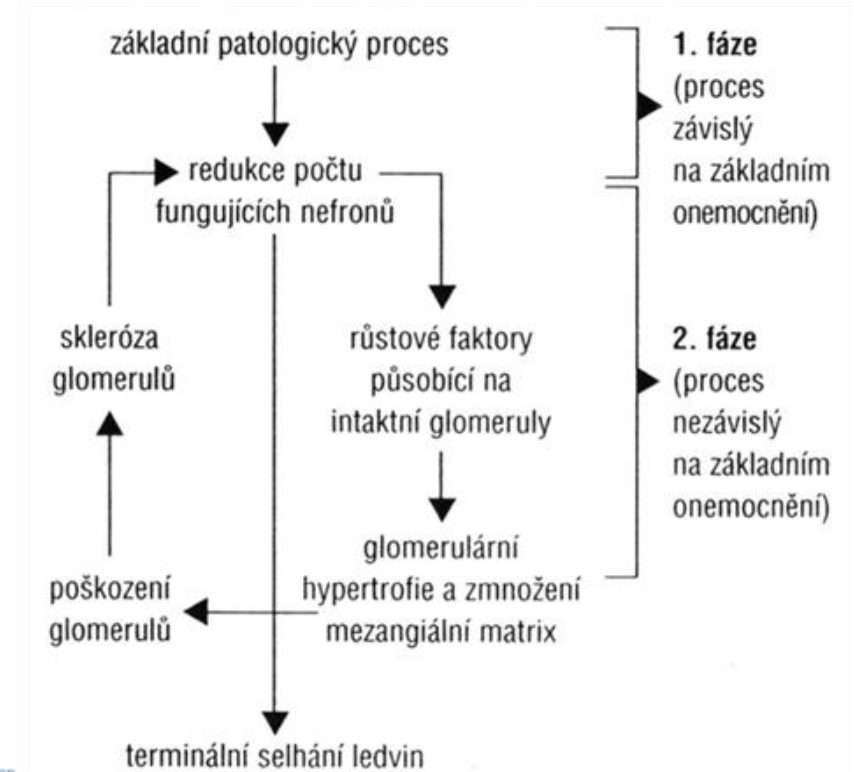 základní patologický proces
redukce počtu
fungujících nefronů
skleróza
glomerulů
růstové faktory
působící na
intaktní glomeruly
glomerulární
hypertrofie a zmnožení
mezangiální matrix
poškození
glomerulů
terminální selhání ledvin
1. fáze
(proces
závislý
na základním
onemocnění)
2. fáze
(proces
nezávislý
na základním
onemocnění)